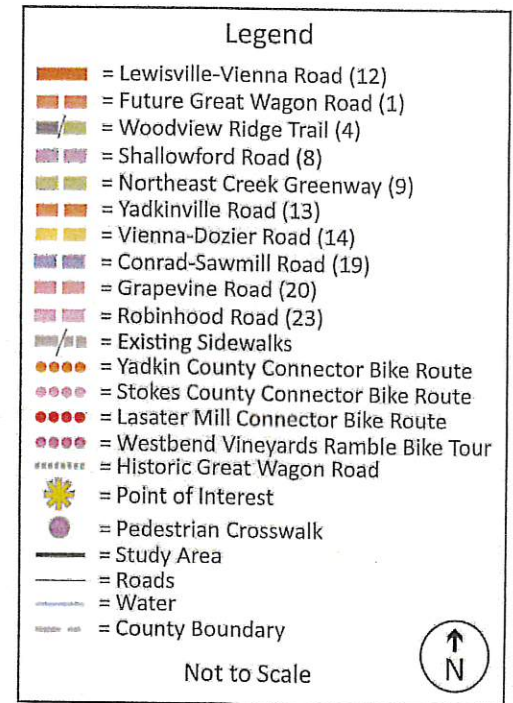 Legend
= Lewisville-Vienna Road (12)
= Future Great Wagon Road (1)
= Woodview Ridge Trail (4)
= Shallowford Road (8)
= Northeast Creek Greenway (9)
= Yadkinville Road (13)
= Vienna-Dozier Road (14)
= Conrad-Sawmill Road (19)
= Grapevine Road (20)
= Robinhood Road (23)
= Existing Sidewalks
= Yadkin County Connector Bike Route
= Stokes County Connector Bike Route
= Lasater Mill Connector Bike Route
= Westbend Vineyards Ramble Bike Tour
= Historic Great Wagon Road
= Point of Interest
= Pedestrian Crosswalk
= Study Area
= Roads
= Water
= County Boundary
Not to Scale
N